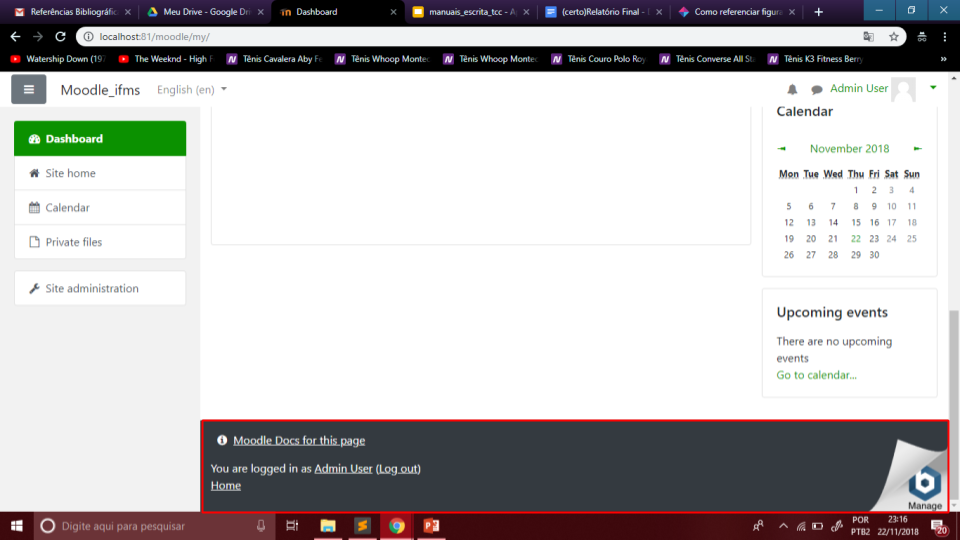 Referências Bibliográfic
Meu Drive - Google Dri
Dashboard
manuais_escrita_tcc - Ap
(certo)Relatório Final - I
Como referenciar figura
localhost:81/moodle/my/
Watership Down (197
The Weeknd - High F
Tênis Cavalera Aby Fe
Tênis Whoop Montec
Tênis Whoop Montec
Tênis Couro Polo Roy
Tênis Converse All St
Tênis K3 Fitness Berry
Moodle_ifms
English (en)
Admin User
Dashboard
Site home
Calendar
Private files
Site administration
Calendar
November 2018
Mon Tue Wed Thu Fri Sat Sun
1 2 3 4
5 6 7 8 9 10 11
12 13 14 15 16 17 18
19 20 21 22 23 24 25
26 27 28 29 30
Upcoming events
There are no upcoming
events
Go to calendar...
Moodle Docs for this page
You are logged in as Admin User (Log out)
Home
Manage
Digite aqui para pesquisar
POR
PTB2
23:16
22/11/2018
20